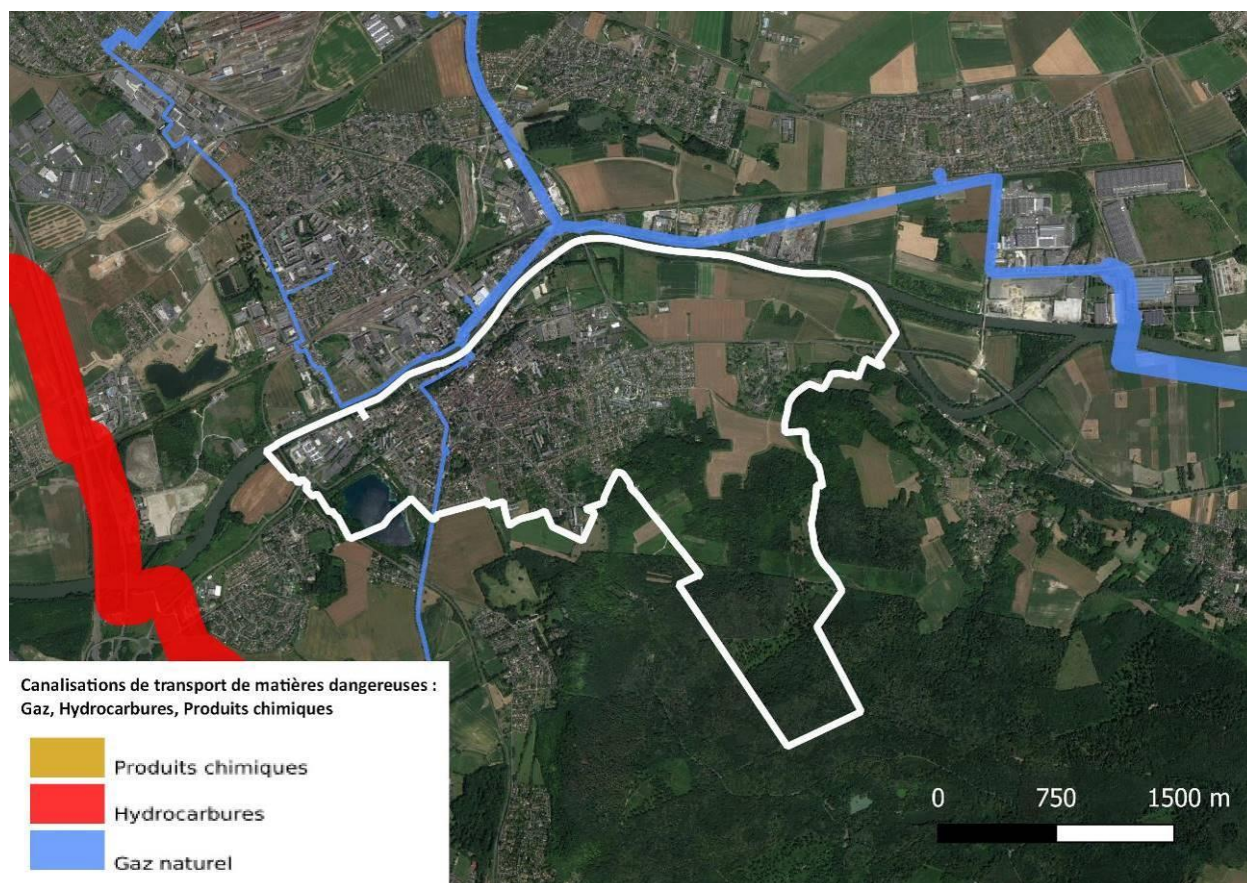 Canalisations de transport de matières dangereuses :
Gaz, Hydrocarbures, Produits chimiques
Produits chimiques
Hydrocarbures
Gaz naturel
0 750 1500 m